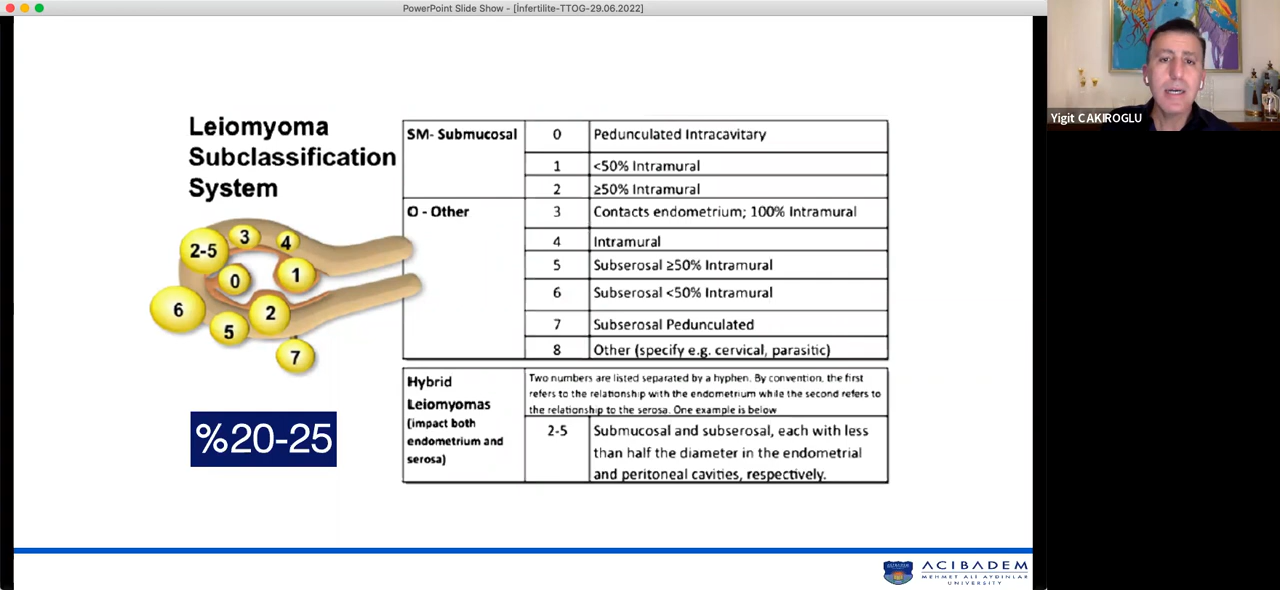 PowerPoint Slide Show - [İnfertilite-TTOG-29.06.2022]
Yigit CAKIROGLU
Leiomyoma
Subclassification
System
2-5
3
4
0
1
6
5
2
7
%20-25
SM- Submucosal
0 Pedunculated Intracavitary
1 <50% Intramural
2 ≥50% Intramural
O - Other
3 Contacts endometrium; 100% Intramural
4 Intramural
5 Subserosal ≥50% Intramural
6 Subserosal <50% Intramural
7 Subserosal Pedunculated
8 Other (specify e.g. cervical, parasitic)
Hybrid
Leiomyomas
(impact both
endometrium and
serosa)
Two numbers are listed separated by a hyphen. By convention, the first
refers to the relationship with the endometrium while the second refers to
the relationship to the serosa. One example is below
2-5 Submucosal and subserosal, each with less
than half the diameter in the endometrial
and peritoneal cavities, respectively.
ACIBADEM
MEHMET ALİ AYDINLAR
UNIVERSITY